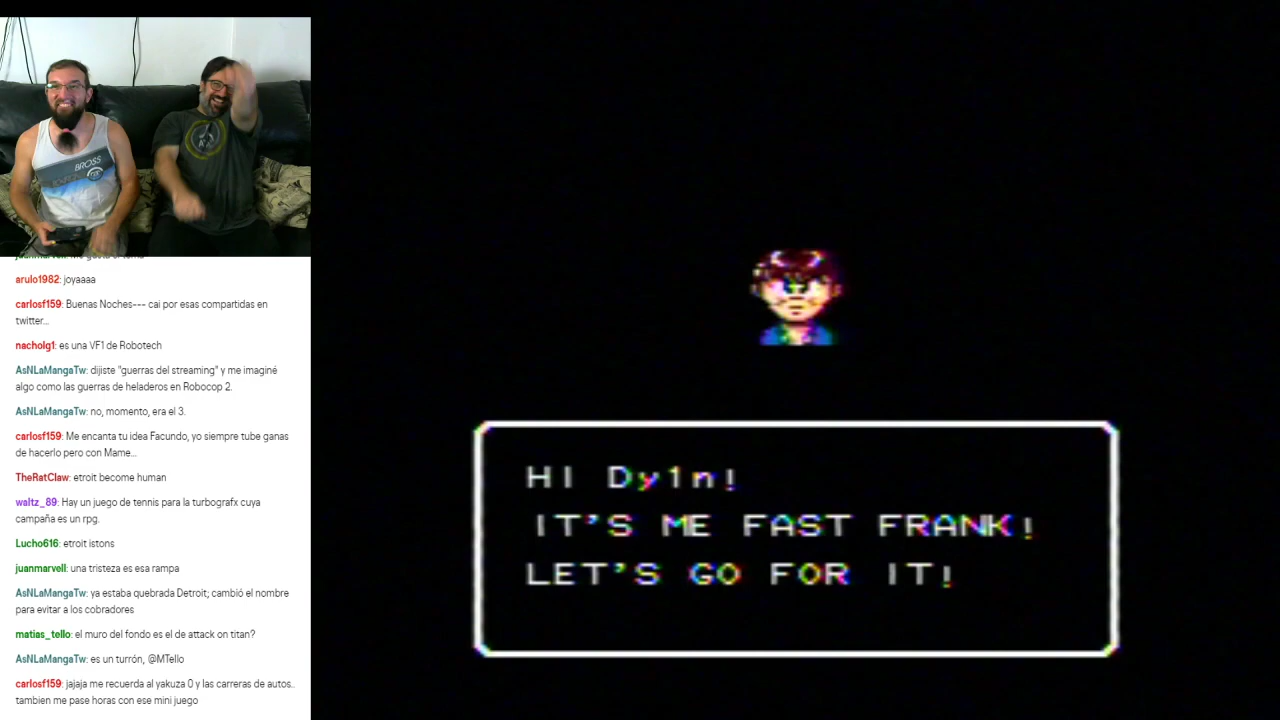 BROSS
arulo1982: joyaaaa
carlosf159: Buenas Noches--- cai por esas compartidas en
twitter...
nacholg1: es una VF1 de Robotech
AsNLaMangaTw: dijiste "guerras del streaming" y me imaginé
algo como las guerras de heladeros en Robocop 2.
AsNLaMangaTw: no, momento, era el 3.
carlosf159: Me encanta tu idea Facundo, yo siempre tube ganas
de hacerlo pero con Mame...
TheRatClaw: etroit become human
waltz_89: Hay un juego de tennis para la turbografx cuya
campaña es un rpg.
Lucho616: etroit istons
juanmarvell: una tristeza es esa rampa
AsNLaMangaTw: ya estaba quebrada Detroit; cambió el nombre
para evitar a los cobradores
matias_tello: el muro del fondo es el de attack on titan?
AsNLaMangaTw: es un turrón, @MTello
carlosf159: jajaja me recuerda al yakuza 0 y las carreras de autos..
tambien me pase horas con ese mini juego
HI Dy1n!
IT'S ME FAST FRANK!
LET'S GO FOR IT!